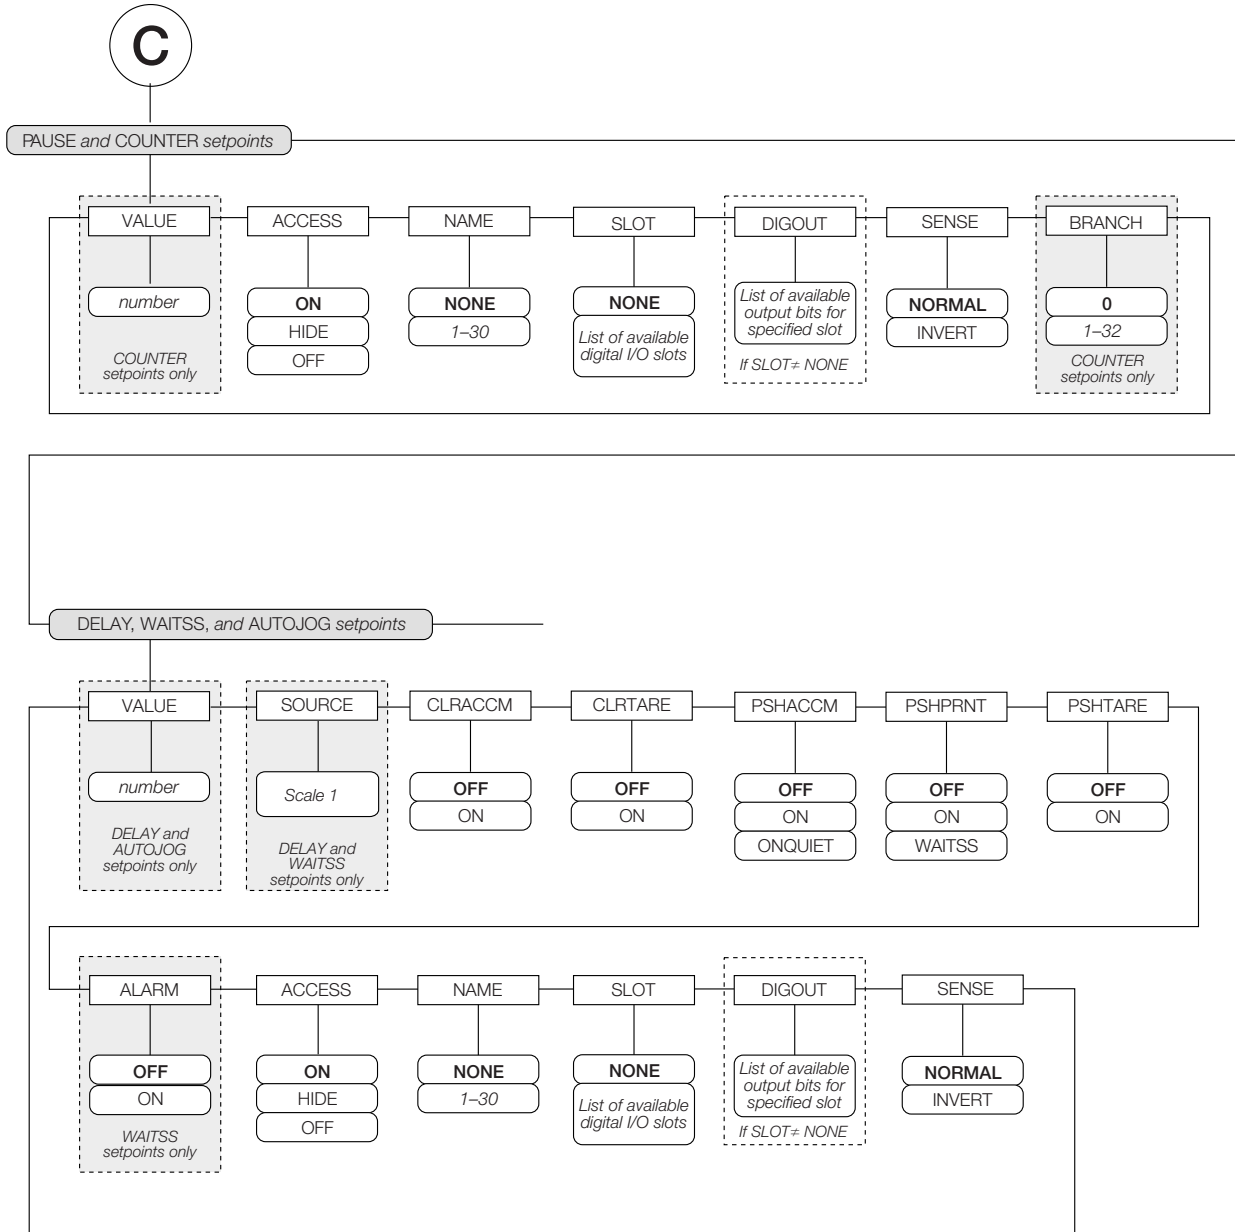 C
PAUSE and COUNTER setpoints
VALUE
ACCESS
NAME
SLOT
DIGOUT
SENSE
BRANCH
number
COUNTER
setpoints only
ON
HIDE
OFF
NONE
1–30
NONE
List of available
digital I/O slots
List of available
output bits for
specified slot
If SLOT≠ NONE
NORMAL
INVERT
0
1–32
COUNTER
setpoints only
DELAY, WAITSS, and AUTOJOG setpoints
VALUE
SOURCE
CLRACCM
CLRTARE
PSHACCM
PSHPRNT
PSHTARE
number
DELAY and
AUTOJOG
setpoints only
Scale 1
DELAY and
WAITSS
setpoints only
OFF
ON
OFF
ON
OFF
ON
ONQUIET
OFF
ON
WAITSS
OFF
ON
ALARM
ACCESS
NAME
SLOT
DIGOUT
SENSE
OFF
ON
WAITSS
setpoints only
ON
HIDE
OFF
NONE
1–30
NONE
List of available
digital I/O slots
List of available
output bits for
specified slot
If SLOT≠ NONE
NORMAL
INVERT